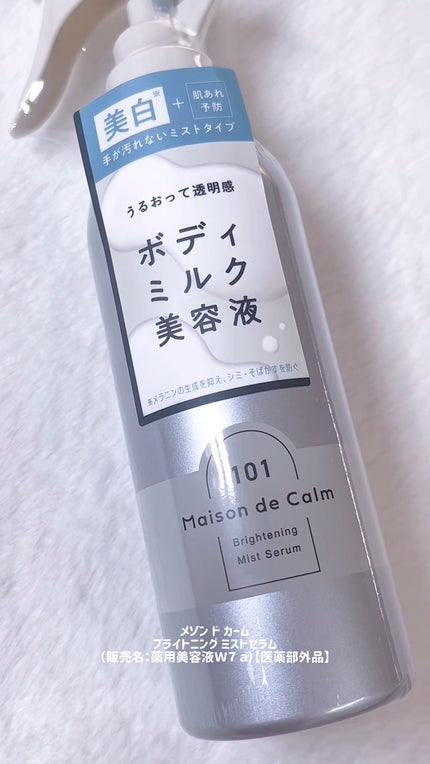 美白※
+
肌あれ
予防
手が汚れないミストタイプ
うるおって透明感
ボディ
ミルク
美容液
※メラニンの生成を抑え、シミ・そばかすを防ぐ
101
Maison de Calm
Brightening
Mist Serum
メゾン ド カーム
ブライトニング ミストセラム
(販売名：薬用美容液W７a)【医薬部外品】